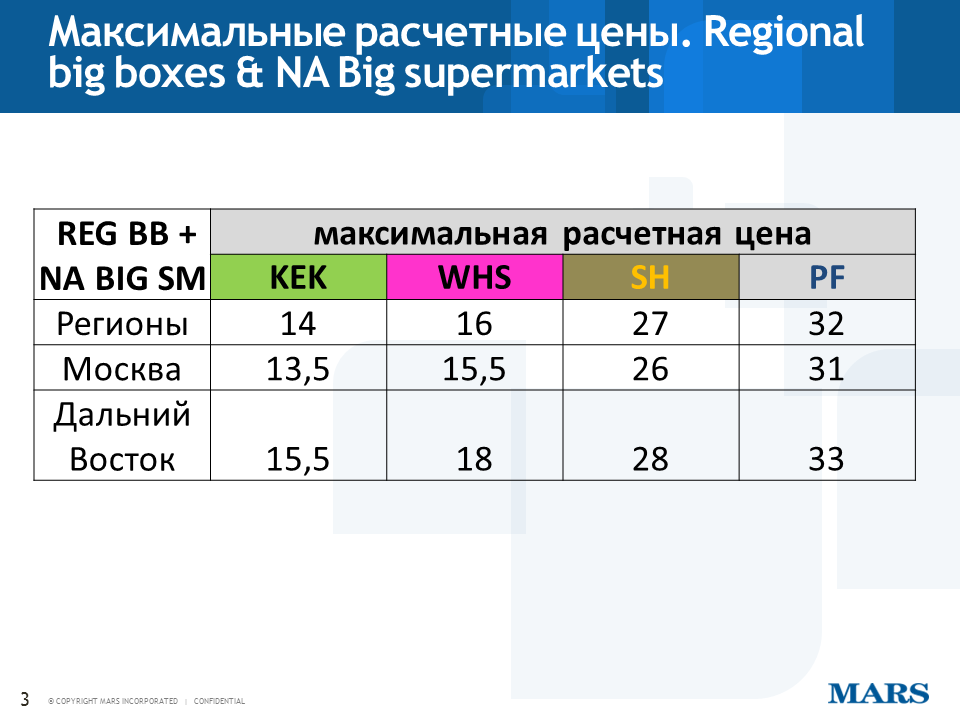 Максимальные расчетные цены. Regional
big boxes & NA Big supermarkets
REG BB +
NA BIG SM
максимальная расчетная цена
KEK WHS SH PF
Регионы 14 16 27 32
Москва 13,5 15,5 26 31
Дальний
Восток 15,5 18 28 33
3 © COPYRIGHT MARS INCORPORATED | CONFIDENTIAL
MARS